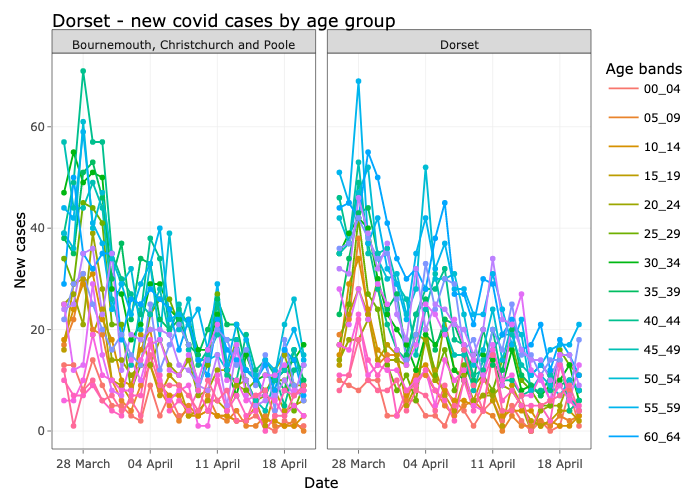 Dorset - new covid cases by age group
Bournemouth, Christchurch and Poole
Dorset
Age bands
00_04
05_09
10_14
15_19
20_24
25_29
30_34
35_39
40_44
45_49
50_54
55_59
60_64
New cases
60
40
20
0
28 March
04 April
11 April
18 April
28 March
04 April
11 April
18 April
Date